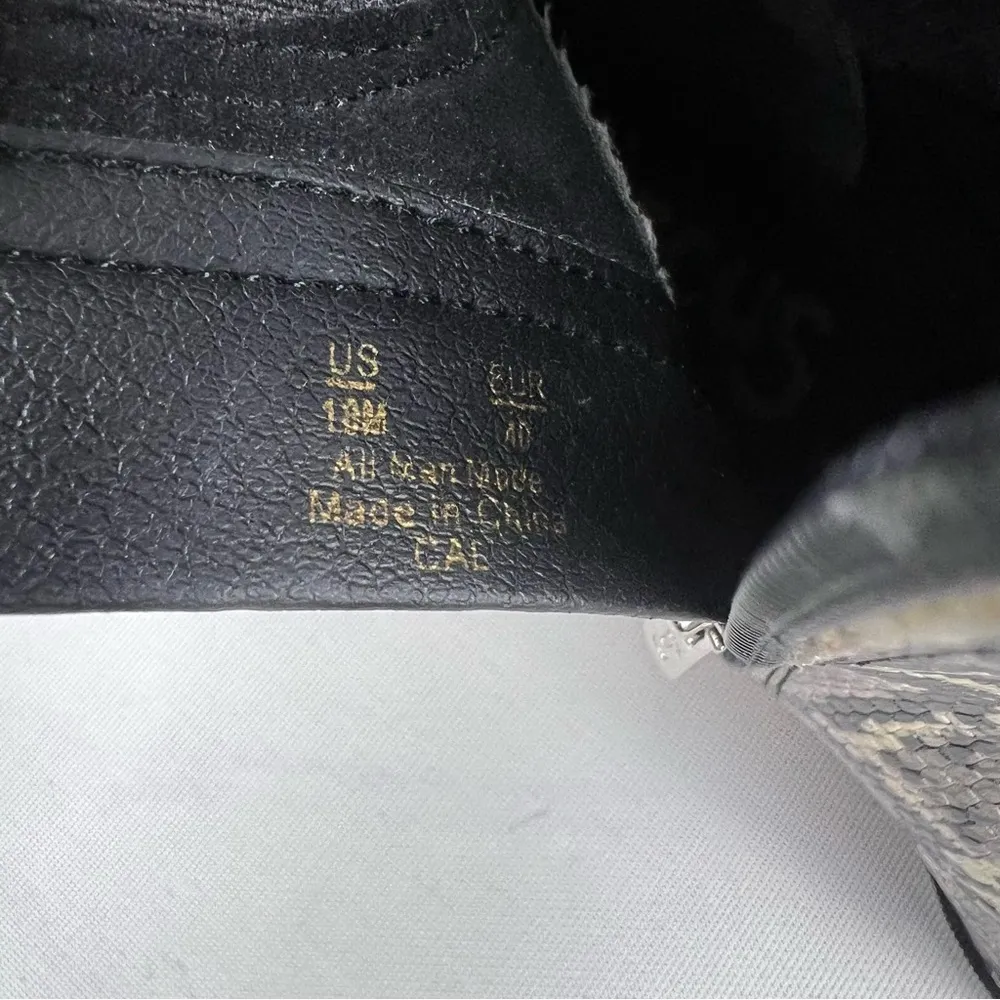 US EUR
10M 40
All Man Made
Made in China
CAL